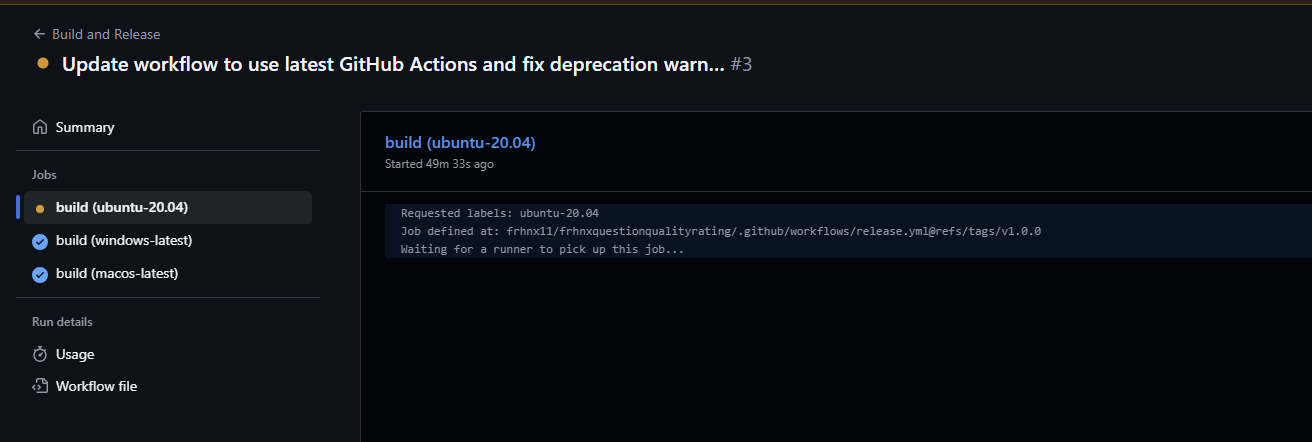 Build and Release
Update workflow to use latest GitHub Actions and fix deprecation warn... #3
Summary
Jobs
build (ubuntu-20.04)
build (windows-latest)
build (macos-latest)
Run details
Usage
Workflow file
build (ubuntu-20.04)
Started 49m 33s ago
Requested labels: ubuntu-20.04
Job defined at: frhnx11/frhnxquestionqualityrating/.github/workflows/release.yml@refs/tags/v1.0.0
Waiting for a runner to pick up this job...